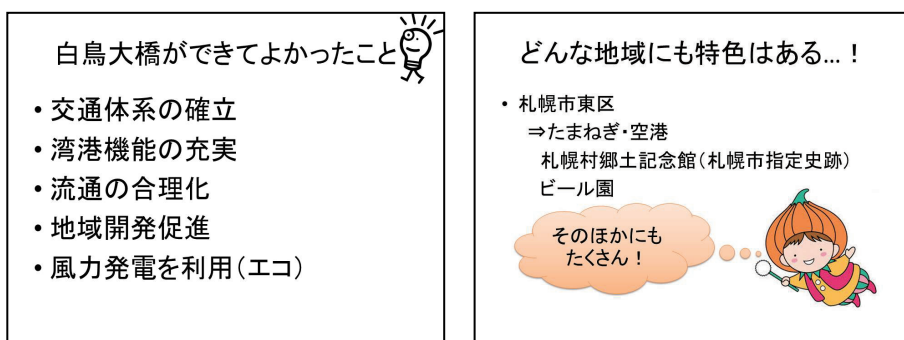 白鳥大橋ができてよかったこと
• 交通体系の確立
• 湾港機能の充実
• 流通の合理化
• 地域開発促進
• 風力発電を利用(エコ)
どんな地域にも特色はある…！
• 札幌市東区
⇒たまねぎ・空港
札幌村郷土記念館(札幌市指定史跡)
ビール園
そのほかにも
たくさん！